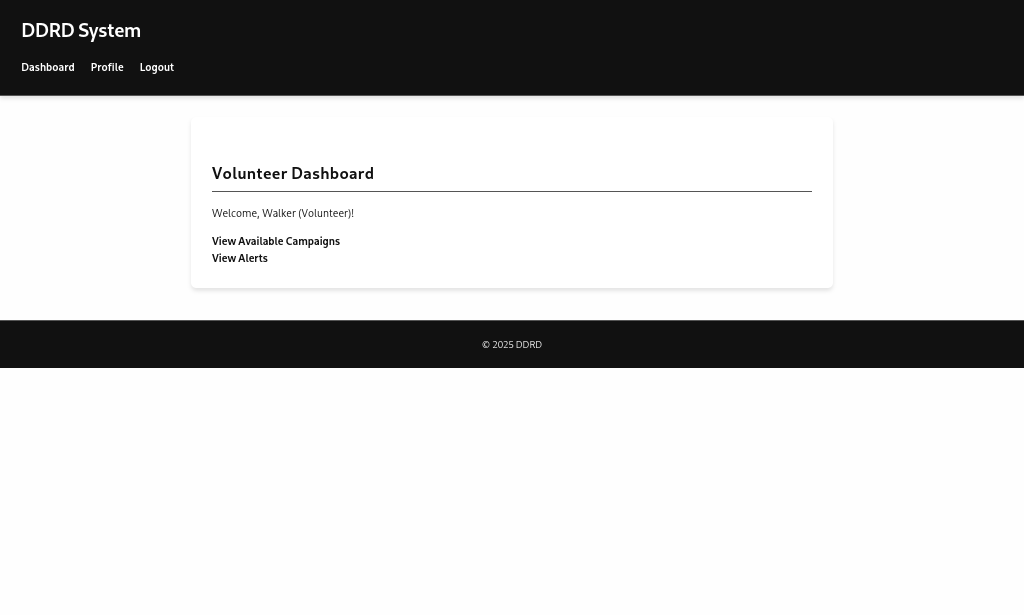 DDRD System
Dashboard Profile Logout
Volunteer Dashboard
Welcome, Walker (Volunteer)!
View Available Campaigns
View Alerts
© 2025 DDRD